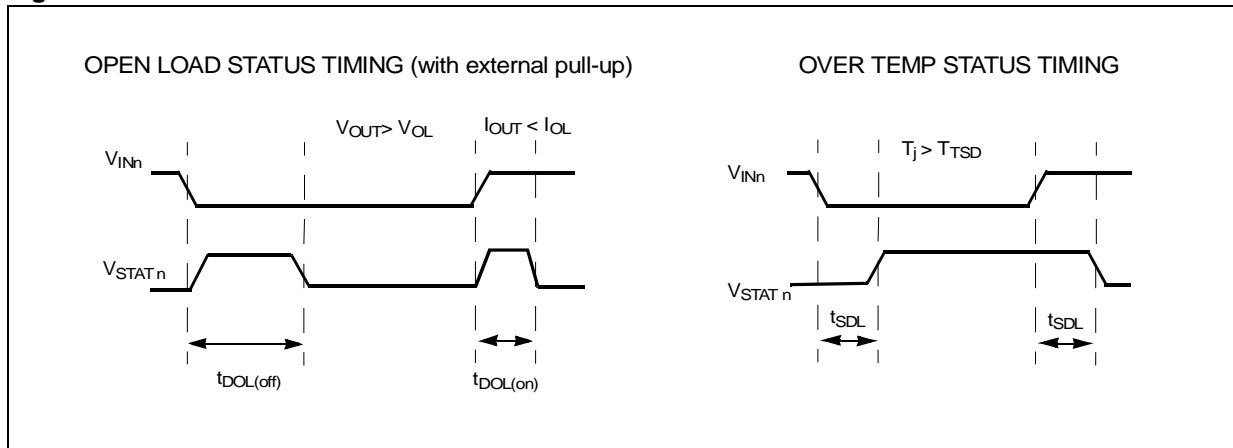 OPEN LOAD STATUS TIMING (with external pull-up)
VOUT> VOL
IOUT < IOL
VINn
VSTAT n
tDOL(off)
tDOL(on)
OVER TEMP STATUS TIMING
Tj > TTSD
VINn
VSTAT n
tSDL
tSDL